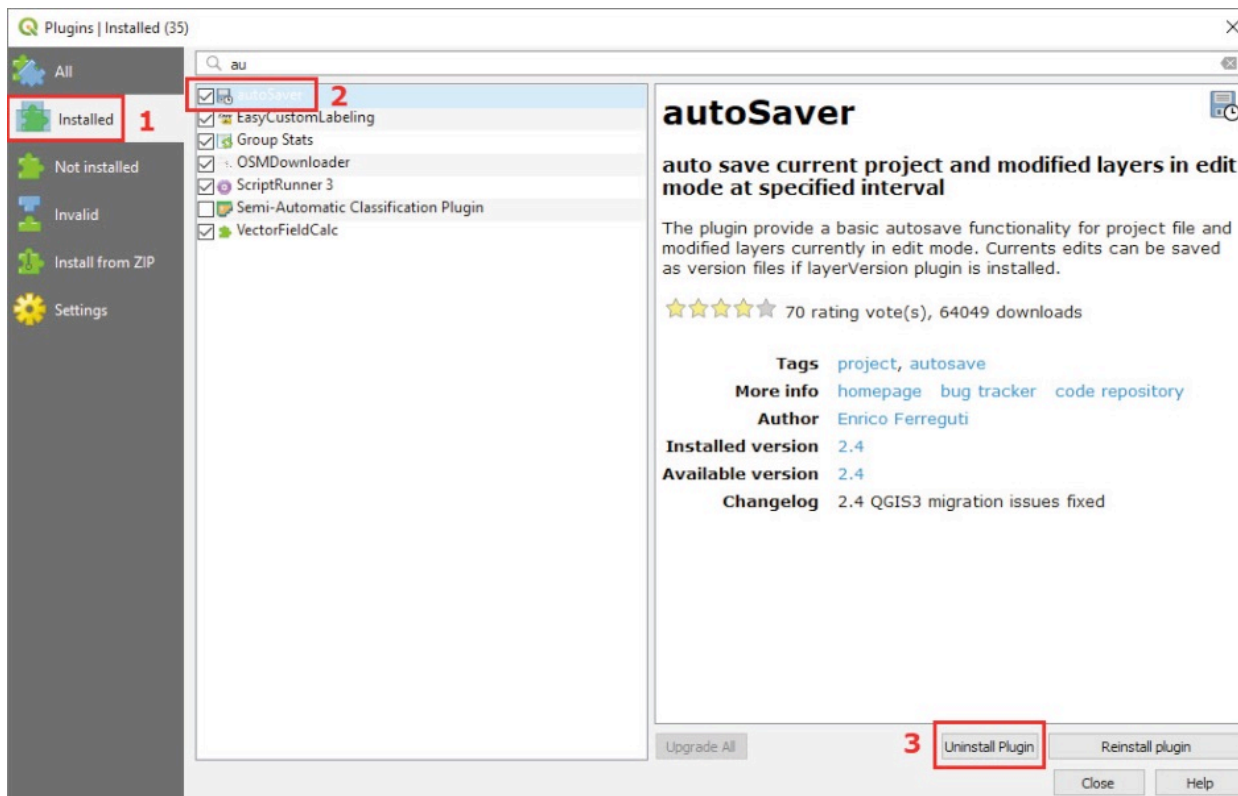 Plugins | Installed (35)
All
Installed
1
Not installed
Invalid
Install from ZIP
Settings
au
autoSaver
2
EasyCustomLabeling
Group Stats
OSMDownloader
ScriptRunner 3
Semi-Automatic Classification Plugin
VectorFieldCalc
autoSaver
auto save current project and modified layers in edit
mode at specified interval
The plugin provide a basic autosave functionality for project file and
modified layers currently in edit mode. Currents edits can be saved
as version files if layerVersion plugin is installed.
70 rating vote(s), 64049 downloads
Tags project, autosave
More info homepage bug tracker code repository
Author Enrico Ferreguti
Installed version 2.4
Available version 2.4
Changelog 2.4 QGIS3 migration issues fixed
Upgrade All
3
Uninstall Plugin
Reinstall plugin
Close
Help